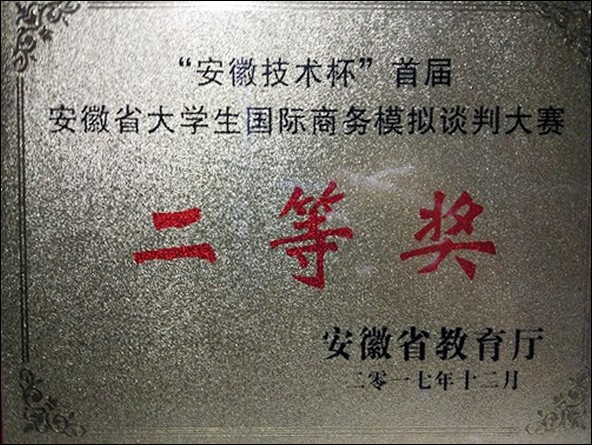 “安徽技术杯”首届
安徽省大学生国际商务模拟谈判大赛
二等奖
安徽省教育厅
二零一七年十二月